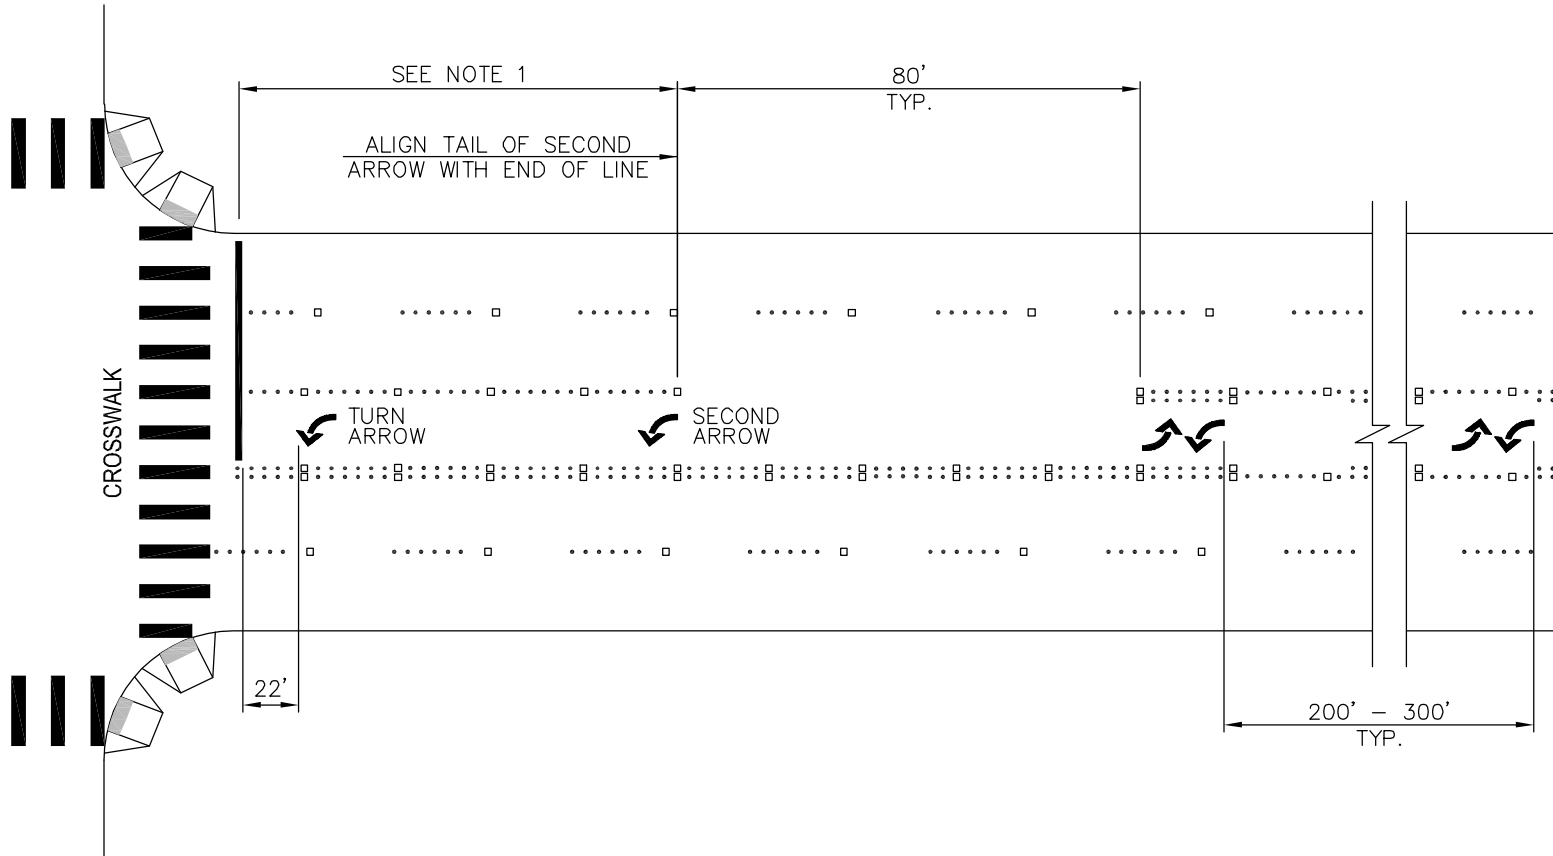 SEE NOTE 1
80'
TYP.
ALIGN TAIL OF SECOND
ARROW WITH END OF LINE
CROSSWALK
TURN
ARROW
SECOND
ARROW
22'
200' – 300'
TYP.